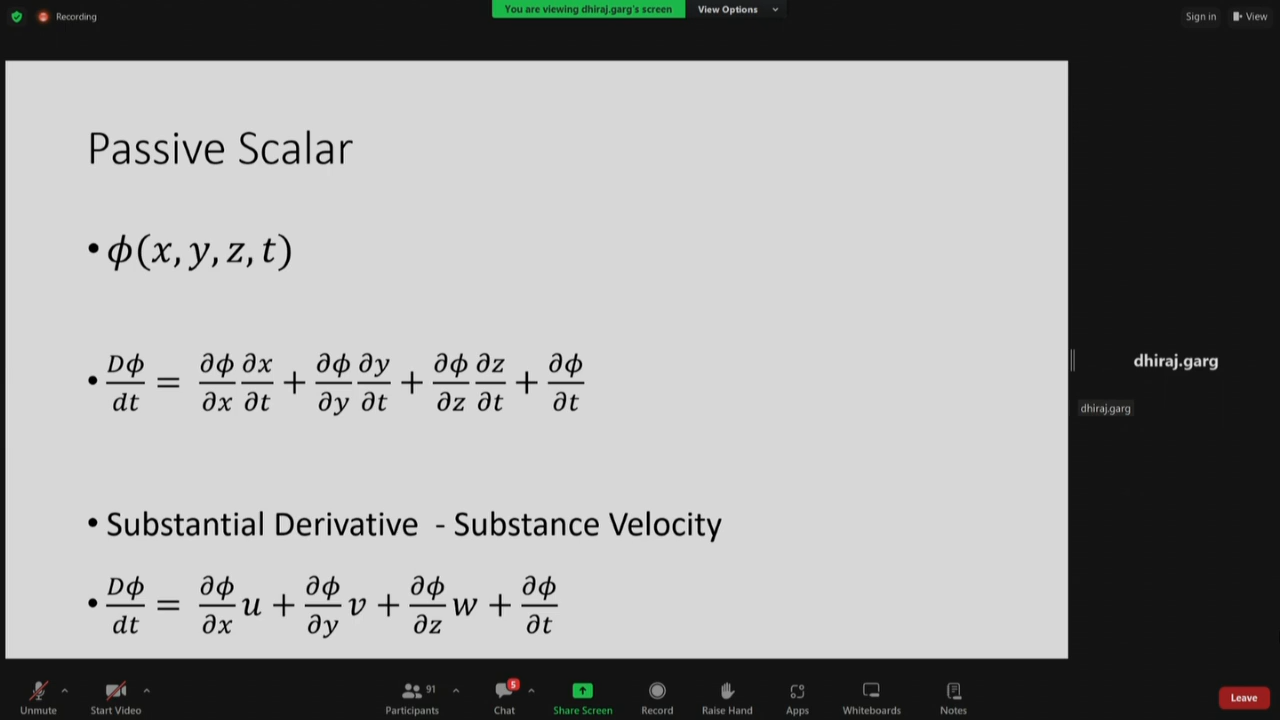 Recording
You are viewing dhiraj.garg's screen
View Options
Sign in
View
Passive Scalar
• ϕ(x, y, z, t)
• Dϕ/dt = ∂ϕ/∂x ∂x/∂t + ∂ϕ/∂y ∂y/∂t + ∂ϕ/∂z ∂z/∂t + ∂ϕ/∂t
• Substantial Derivative - Substance Velocity
• Dϕ/dt = ∂ϕ/∂x u + ∂ϕ/∂y v + ∂ϕ/∂z w + ∂ϕ/∂t
dhiraj.garg
dhiraj.garg
Unmute
Start Video
91
Participants
5
Chat
Share Screen
Record
Raise Hand
Apps
Whiteboards
Notes
Leave